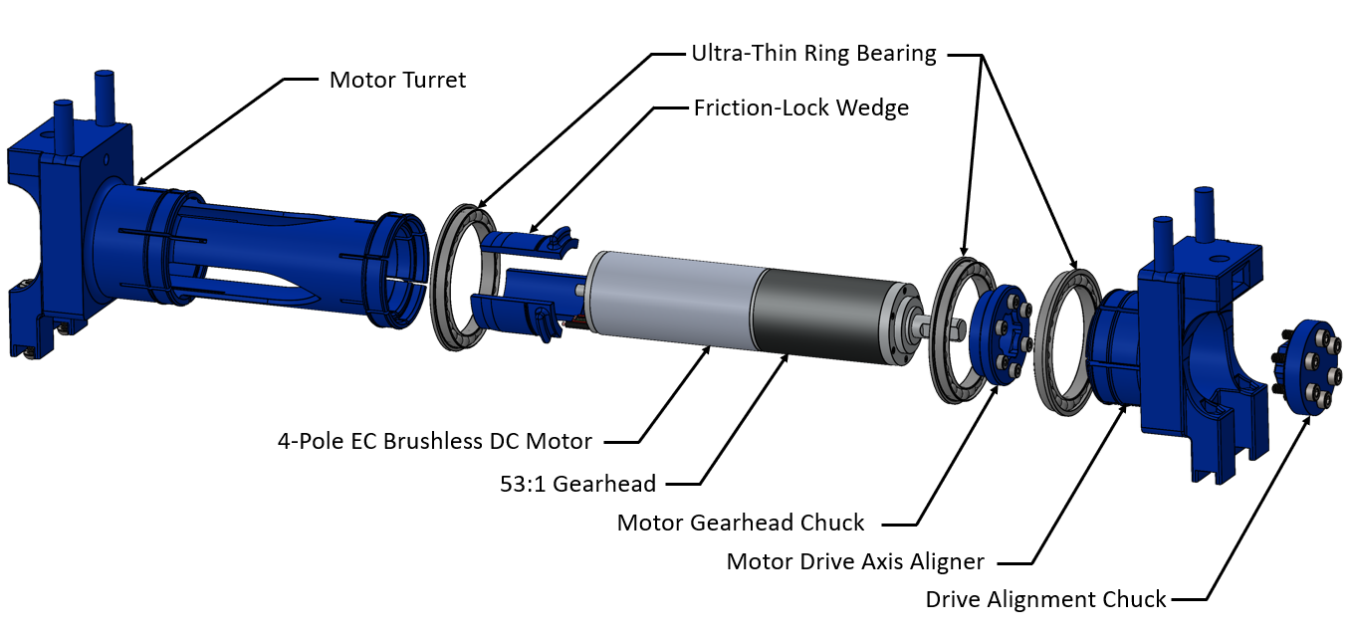 Ultra-Thin Ring Bearing
Motor Turret
Friction-Lock Wedge
4-Pole EC Brushless DC Motor
53:1 Gearhead
Motor Gearhead Chuck
Motor Drive Axis Aligner
Drive Alignment Chuck